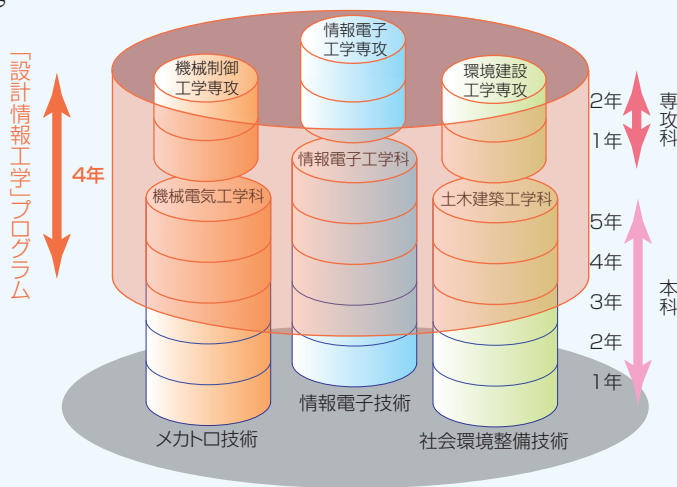 情報電子
工学専攻
機械制御
工学専攻
環境建設
工学専攻
「設計情報工学」プログラム
4年
2年
1年
専攻科
情報電子工学科
機械電気工学科
土木建築工学科
5年
4年
3年
2年
1年
本科
メカトロ技術
情報電子技術
社会環境整備技術